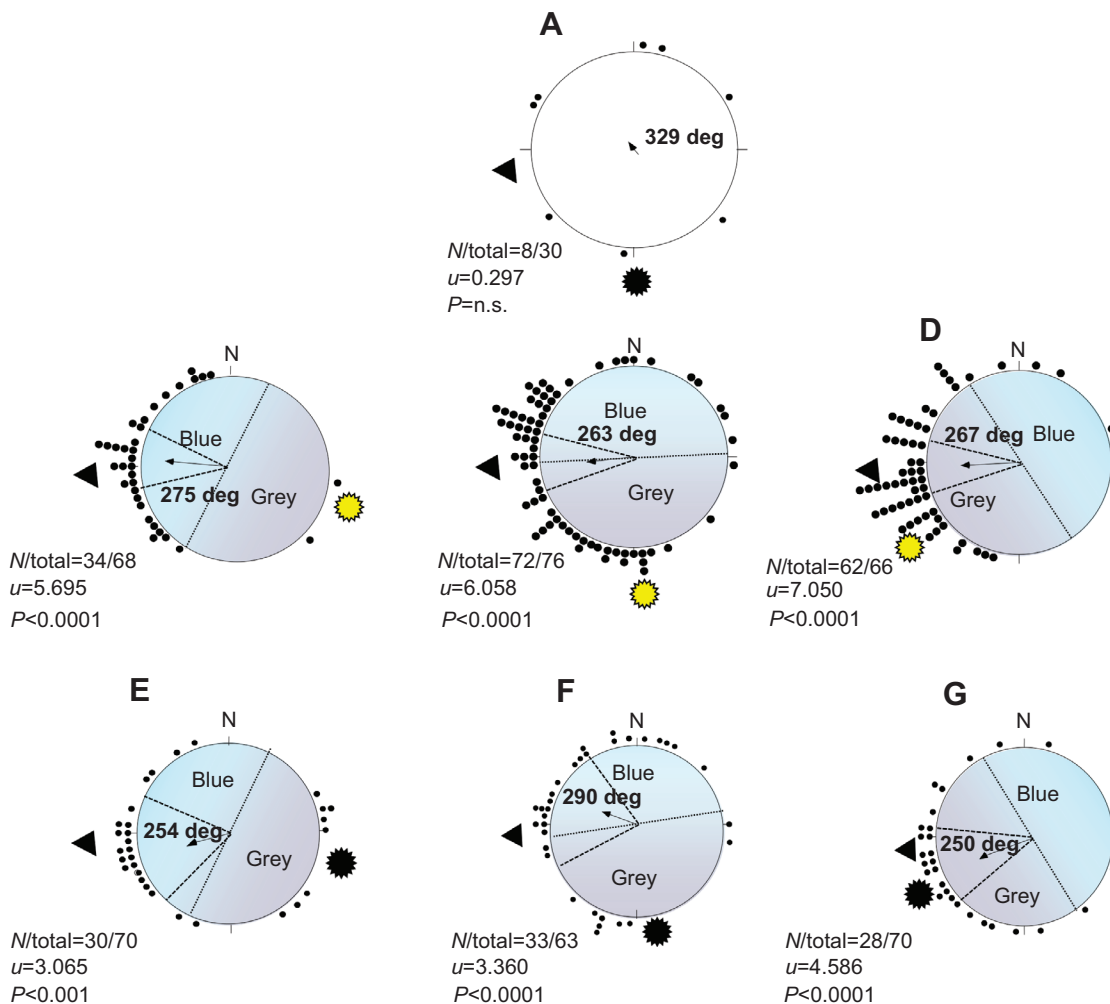 A
329 deg
N/total=8/30
u=0.297
P=n.s.
N
Blue
275 deg
Grey
N/total=34/68
u=5.695
P<0.0001
N
Blue
263 deg
Grey
N/total=72/76
u=6.058
P<0.0001
D
N
267 deg
Blue
Grey
N/total=62/66
u=7.050
P<0.0001
E
N
Blue
254 deg
Grey
N/total=30/70
u=3.065
P<0.001
F
N
Blue
290 deg
Grey
N/total=33/63
u=3.360
P<0.0001
G
N
Blue
250 deg
Grey
N/total=28/70
u=4.586
P<0.0001